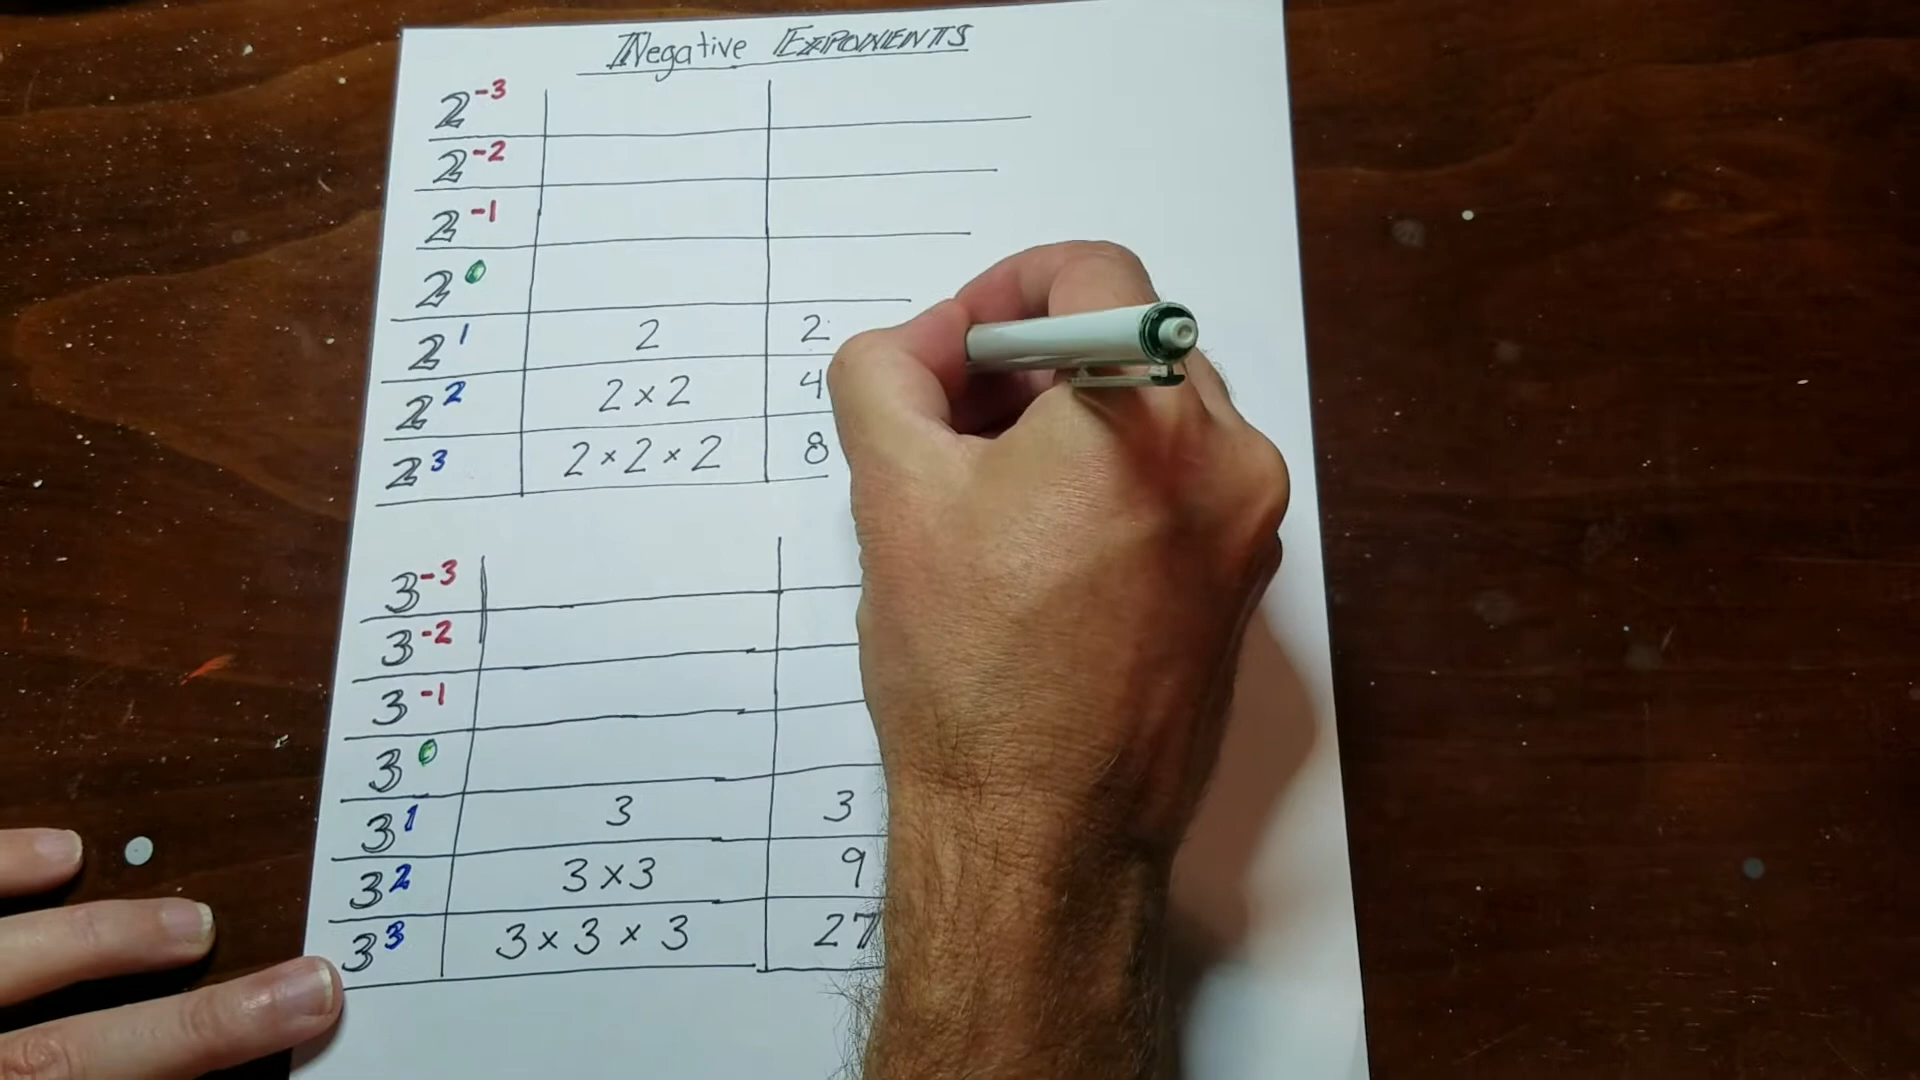 Negative EXPONENTS
2⁻³
2⁻²
2⁻¹
2⁰
2¹ 2 2
2² 2 × 2 4
2³ 2 × 2 × 2 8
3⁻³
3⁻²
3⁻¹
3⁰
3¹ 3 3
3² 3 × 3 9
3³ 3 × 3 × 3 27